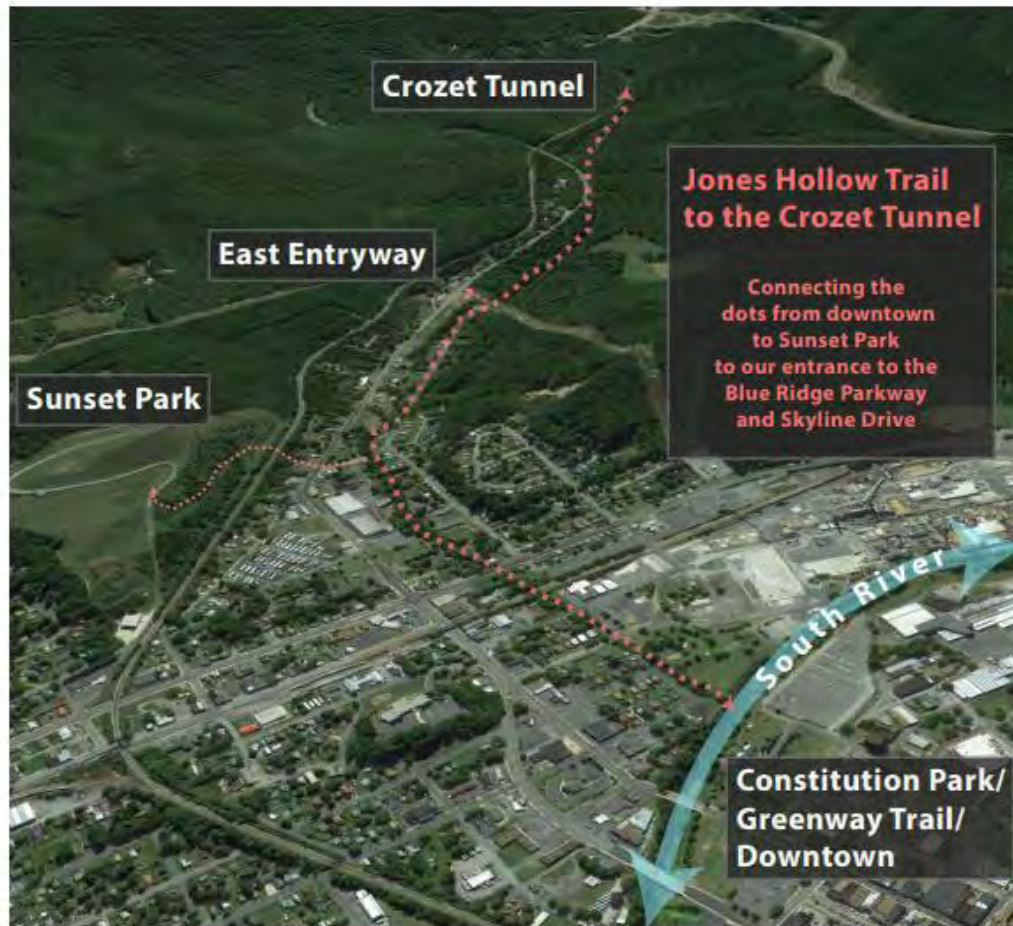 Crozet Tunnel
Jones Hollow Trail
to the Crozet Tunnel
Connecting the
dots from downtown
to Sunset Park
to our entrance to the
Blue Ridge Parkway
and Skyline Drive
East Entryway
Sunset Park
South River
Constitution Park/
Greenway Trail/
Downtown